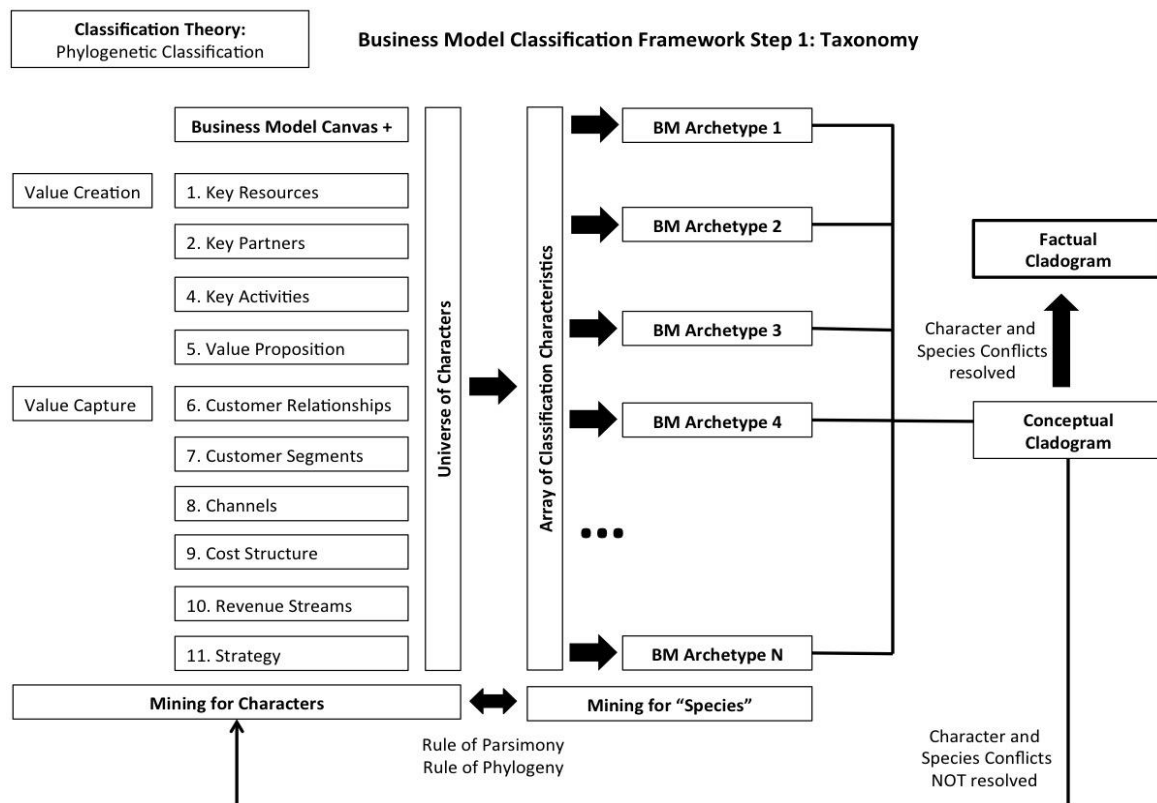 Classification Theory:
Phylogenetic Classification
Business Model Classification Framework Step 1: Taxonomy
Business Model Canvas +
Value Creation
1. Key Resources
2. Key Partners
4. Key Activities
5. Value Proposition
Value Capture
6. Customer Relationships
7. Customer Segments
8. Channels
9. Cost Structure
10. Revenue Streams
11. Strategy
Universe of Characters
Array of Classification Characteristics
BM Archetype 1
BM Archetype 2
BM Archetype 3
BM Archetype 4
...
BM Archetype N
Factual
Cladogram
Character and
Species Conflicts
resolved
Conceptual
Cladogram
Mining for Characters
Mining for “Species”
Rule of Parsimony
Rule of Phylogeny
Character and
Species Conflicts
NOT resolved